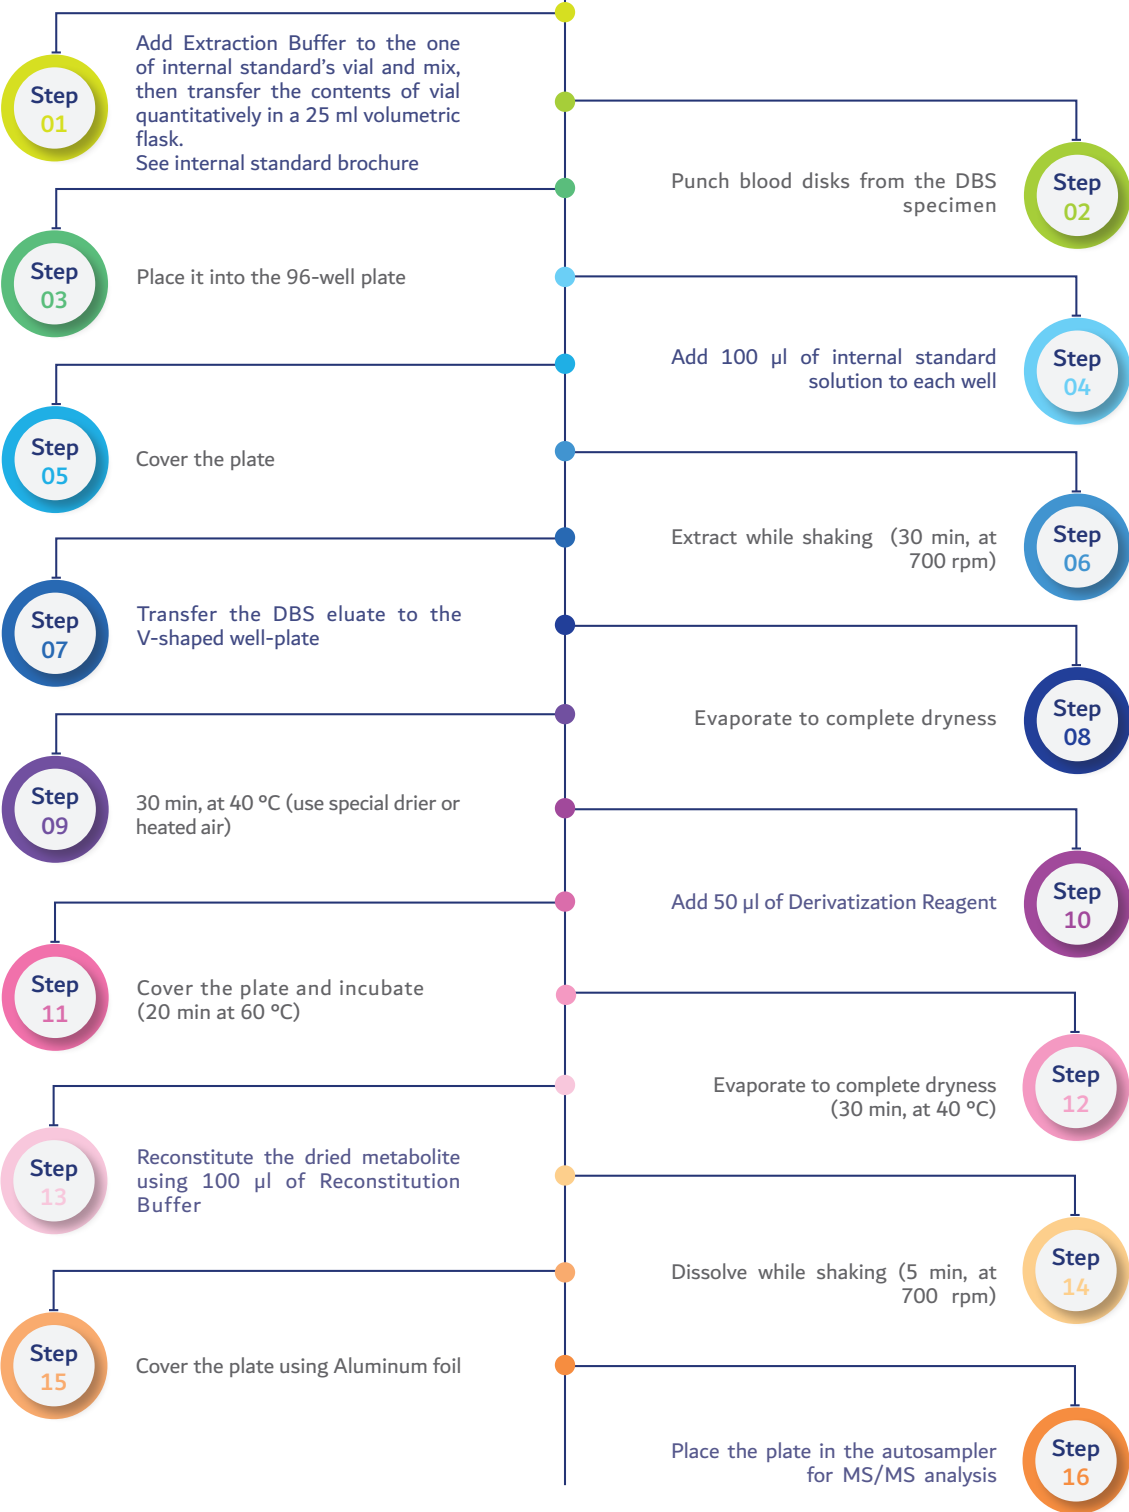 Step
01
Add Extraction Buffer to the one
of internal standard's vial and mix,
then transfer the contents of vial
quantitatively in a 25 ml volumetric
flask.
See internal standard brochure
Step
02
Punch blood disks from the DBS
specimen
Step
03
Place it into the 96-well plate
Step
04
Add 100 µl of internal standard
solution to each well
Step
05
Cover the plate
Step
06
Extract while shaking (30 min, at
700 rpm)
Step
07
Transfer the DBS eluate to the
V-shaped well-plate
Step
08
Evaporate to complete dryness
Step
09
30 min, at 40 ºC (use special drier or
heated air)
Step
10
Add 50 µl of Derivatization Reagent
Step
11
Cover the plate and incubate
(20 min at 60 ºC)
Step
12
Evaporate to complete dryness
(30 min, at 40 ºC)
Step
13
Reconstitute the dried metabolite
using 100 µl of Reconstitution
Buffer
Step
14
Dissolve while shaking (5 min, at
700 rpm)
Step
15
Cover the plate using Aluminum foil
Step
16
Place the plate in the autosampler
for MS/MS analysis